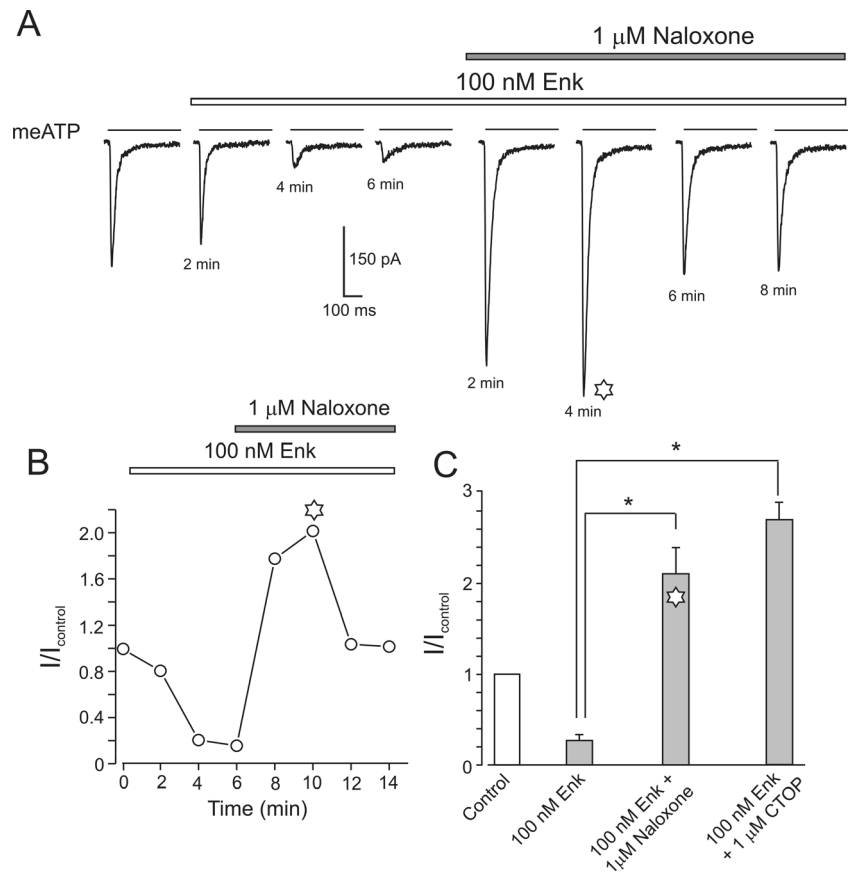 A
1 μM Naloxone
100 nM Enk
meATP
4 min
6 min
2 min
150 pA
100 ms
6 min
8 min
2 min
4 min
1 μM Naloxone
100 nM Enk
B
C
*
*
I/Icontrol
2.0
1.6
1.2
0.8
0.4
0
0 2 4 6 8 10 12 14
Time (min)
I/Icontrol
3
2
1
0
Control
100 nM Enk
100 nM Enk +
1μM Naloxone
100 nM Enk
+ 1 μM CTOP